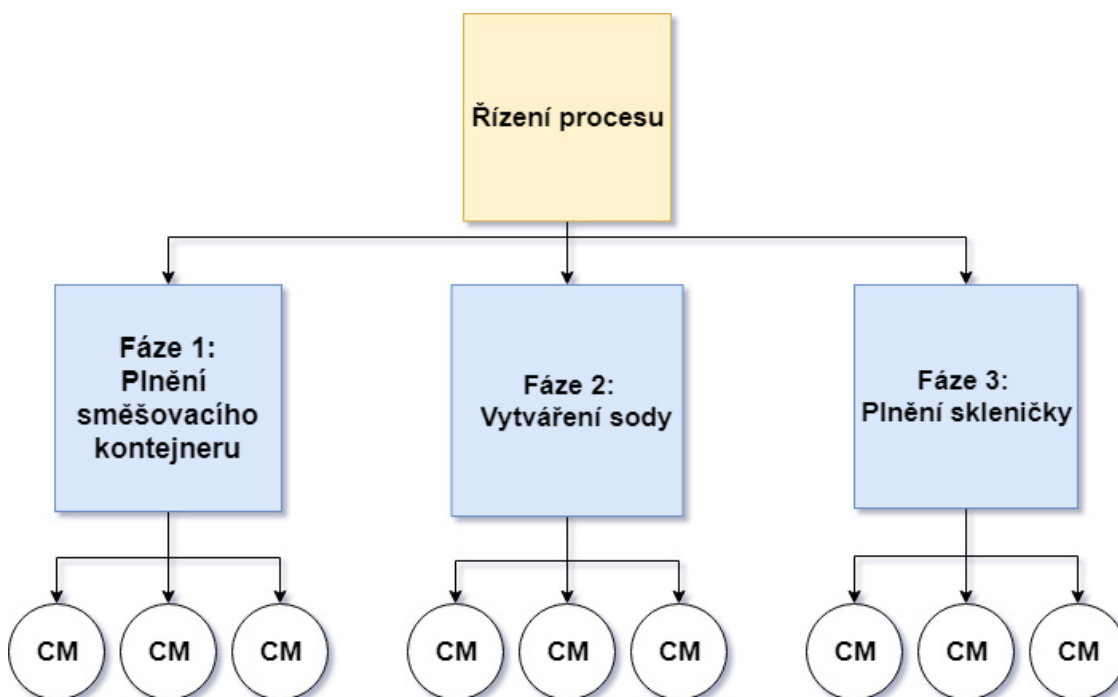 Řízení procesu
Fáze 1:
Plnění
směšovacího
kontejneru
Fáze 2:
Vytváření sody
Fáze 3:
Plnění skleničky
CM
CM
CM
CM
CM
CM
CM
CM
CM